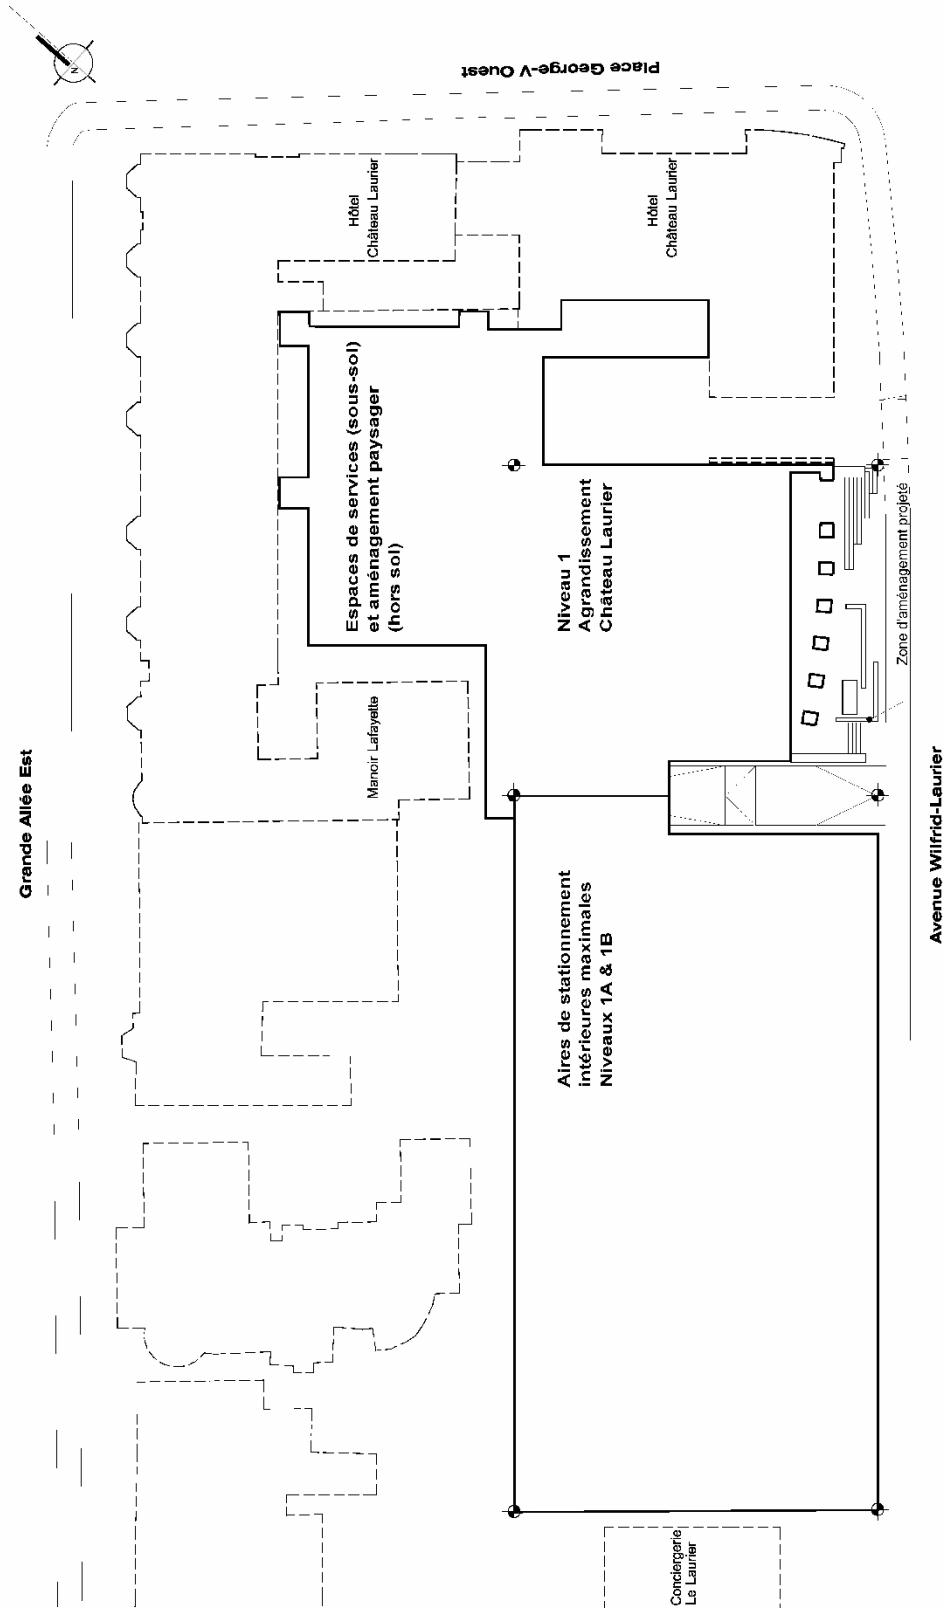 N
Place George-V Ouest
Hôtel
Château Laurier
Hôtel
Château Laurier
Espaces de services (sous-sol)
et aménagement paysager
(hors sol)
Niveau 1
Agrandissement
Château Laurier
Zone d'aménagement projeté
Manoir Lafayette
Grande Allée Est
Avenue Wilfrid-Laurier
Aires de stationnement
intérieures maximales
Niveaux 1A & 1B
Conciergerie
Le Laurier